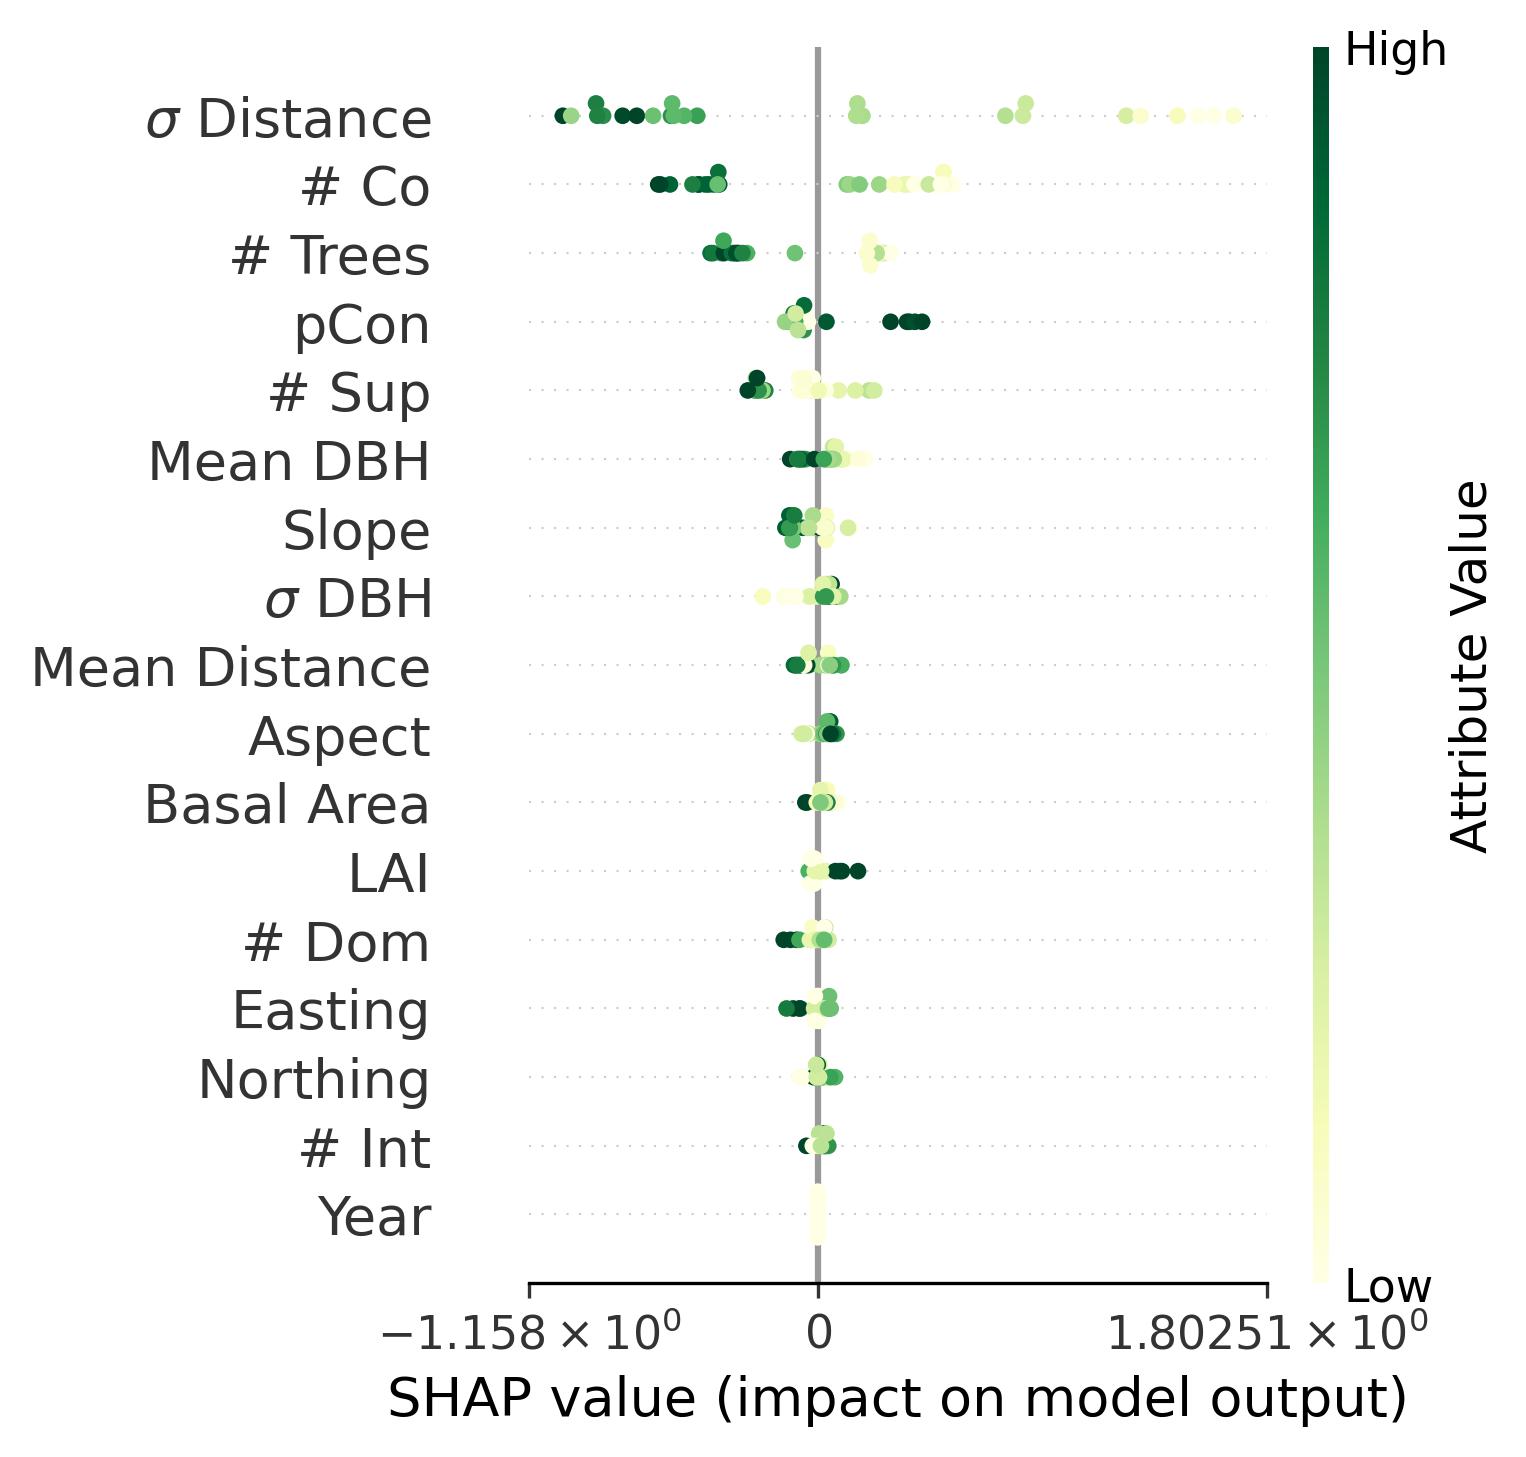 High
σ Distance
# Co
# Trees
pCon
# Sup
Mean DBH
Slope
σ DBH
Mean Distance
Aspect
Basal Area
LAI
# Dom
Easting
Northing
# Int
Year
Attribute Value
Low
−1.158 × 10⁰ 0 1.80251 × 10⁰
SHAP value (impact on model output)